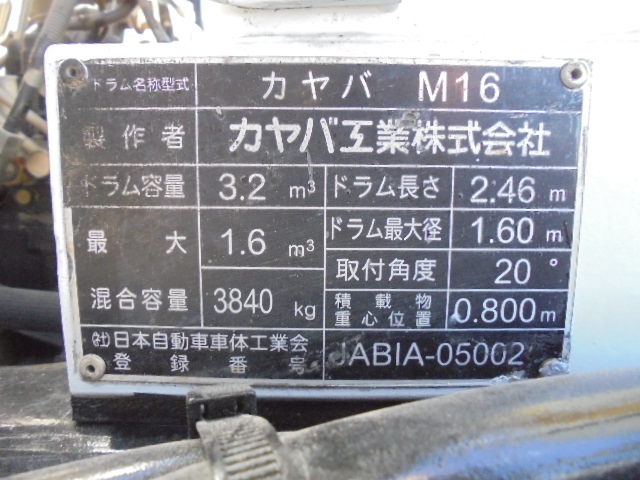 ドラム名称型式 カヤバ M16
製作者 カヤバ工業株式会社
ドラム容量 3.2 m³ ドラム長さ 2.46 m
最大 1.6 m³ ドラム最大径 1.60 m
混合容量 3840 kg 取付角度 20°
積載物重心位置 0.800 m
(社)日本自動車車体工業会
登録番号 JABIA-05002